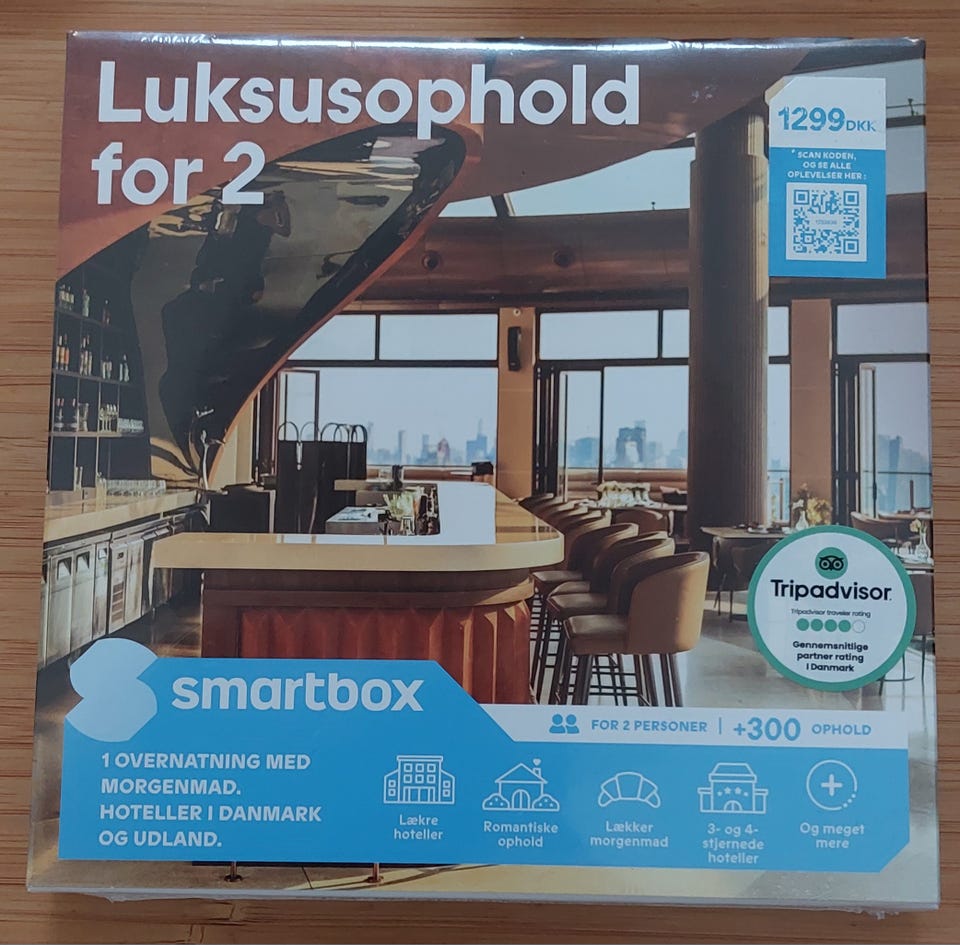 Luksusophold
for 2
1299DKK
* SCAN KODEN,
OG SE ALLE
OPLEVELSER HER:
smartbox
1 OVERNATNING MED
MORGENMAD.
HOTELLER I DANMARK
OG UDLAND.
Tripadvisor
Tripadvisor traveler rating
Gennemsnitlige
partner rating
i Danmark
FOR 2 PERSONER | +300 OPHOLD
Lækre
hoteller
Romantiske
ophold
Lækker
morgenmad
3- og 4-
stjernede
hoteller
Og meget
mere